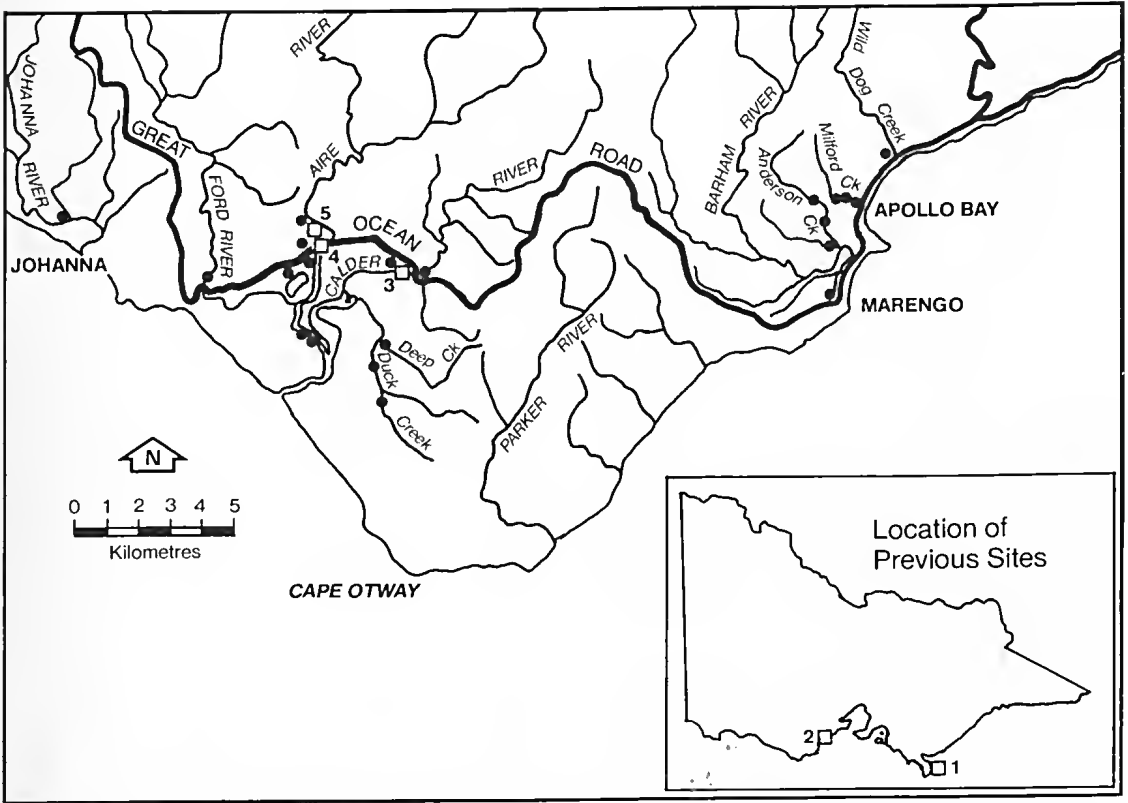 JOHANNA
RIVER
GREAT
FORD RIVER
RIVER
AIRE
5
4
OCEAN
CALDER
3
RIVER
ROAD
Deep Ck
Duck
Creek
PARKER
RIVER
BARHAM
RIVER
Anderson
Ck
Milford
Ck
Wild Dog Creek
APOLLO BAY
MARENGO
JOHANNA
N
0 1 2 3 4 5
Kilometres
CAPE OTWAY
Location of
Previous Sites
2
1